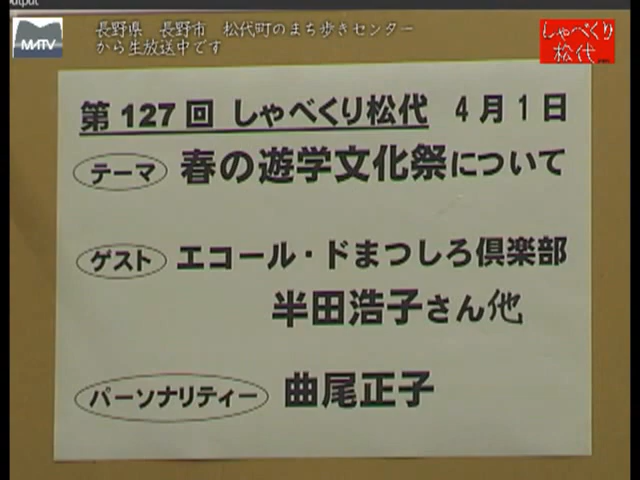 output
MATV
長野県 長野市 松代町のまち歩きセンター
から生放送中です
しゃべくり
松代
第127回 しゃべくり松代 4月1日
テーマ 春の遊学文化祭について
ゲスト エコール・ドまつしろ倶楽部
半田浩子さん他
パーソナリティー 曲尾正子